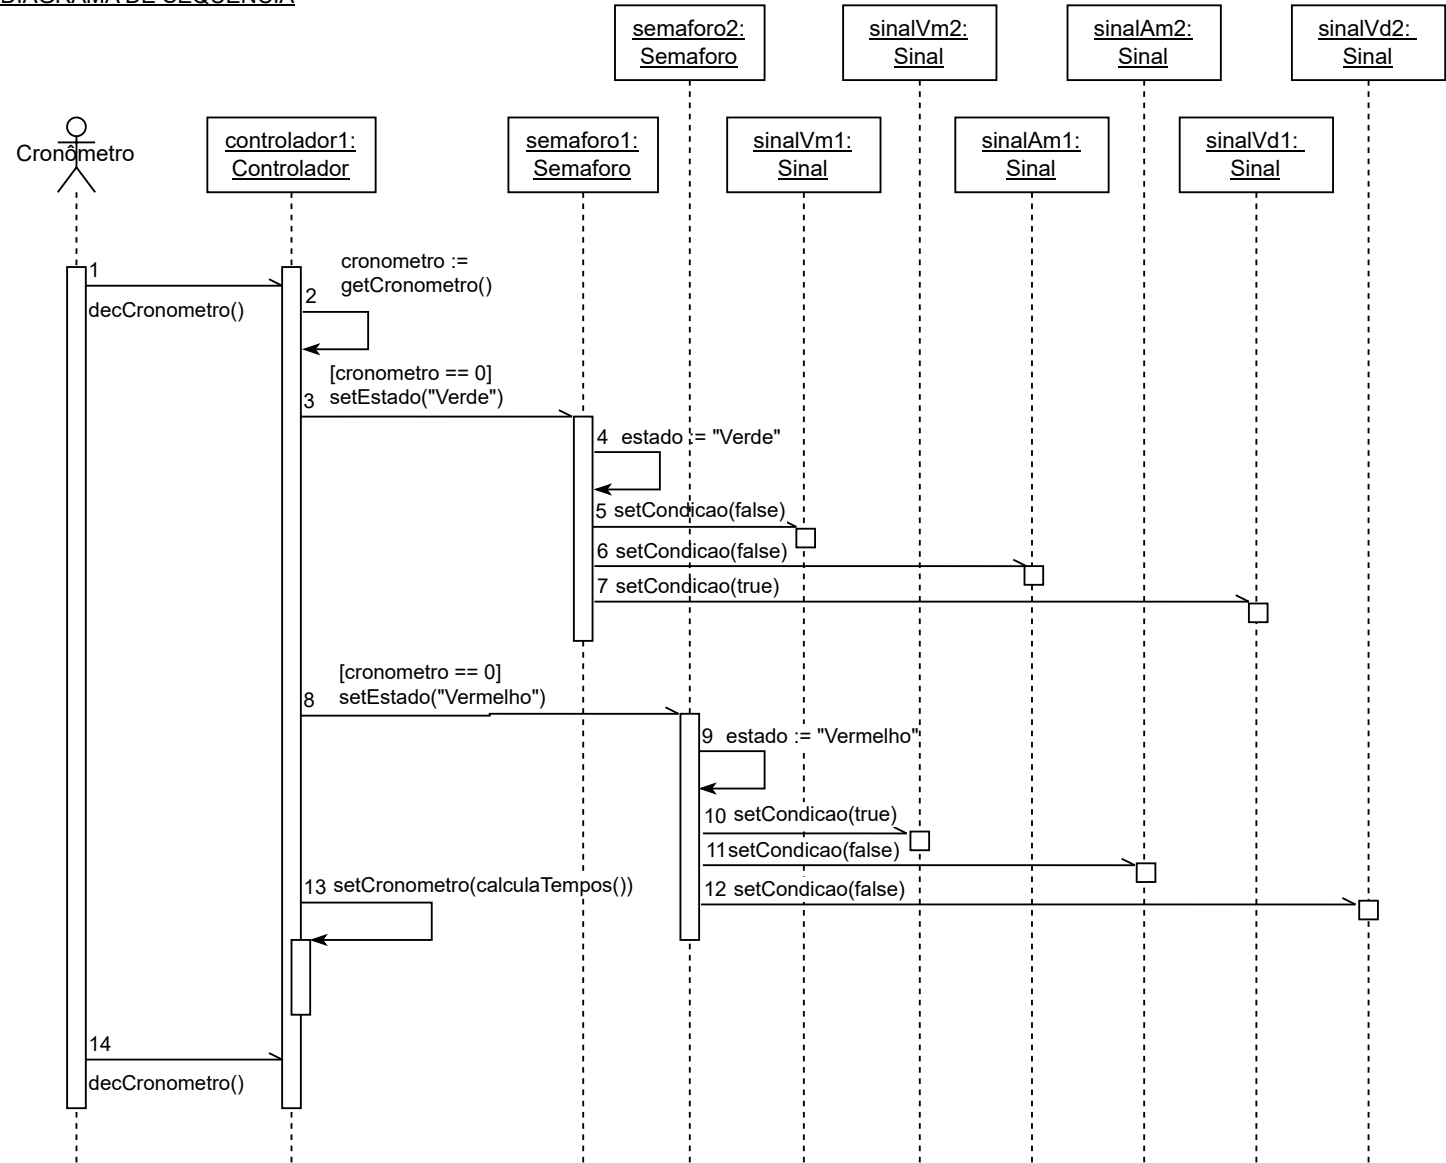 DIAGRAMA DE SEQUÊNCIA
semaforo2:
Semaforo
sinalVm2:
Sinal
sinalAm2:
Sinal
sinalVd2:
Sinal
Cronômetro
controlador1:
Controlador
semaforo1:
Semaforo
sinalVm1:
Sinal
sinalAm1:
Sinal
sinalVd1:
Sinal
1
decCronometro()
cronometro :=
getCronometro()
2
[cronometro == 0]
3 setEstado("Verde")
4 estado := "Verde"
5 setCondicao(false)
6 setCondicao(false)
7 setCondicao(true)
[cronometro == 0]
8 setEstado("Vermelho")
9 estado := "Vermelho"
10 setCondicao(true)
11 setCondicao(false)
12 setCondicao(false)
13 setCronometro(calculaTempos())
14
decCronometro()